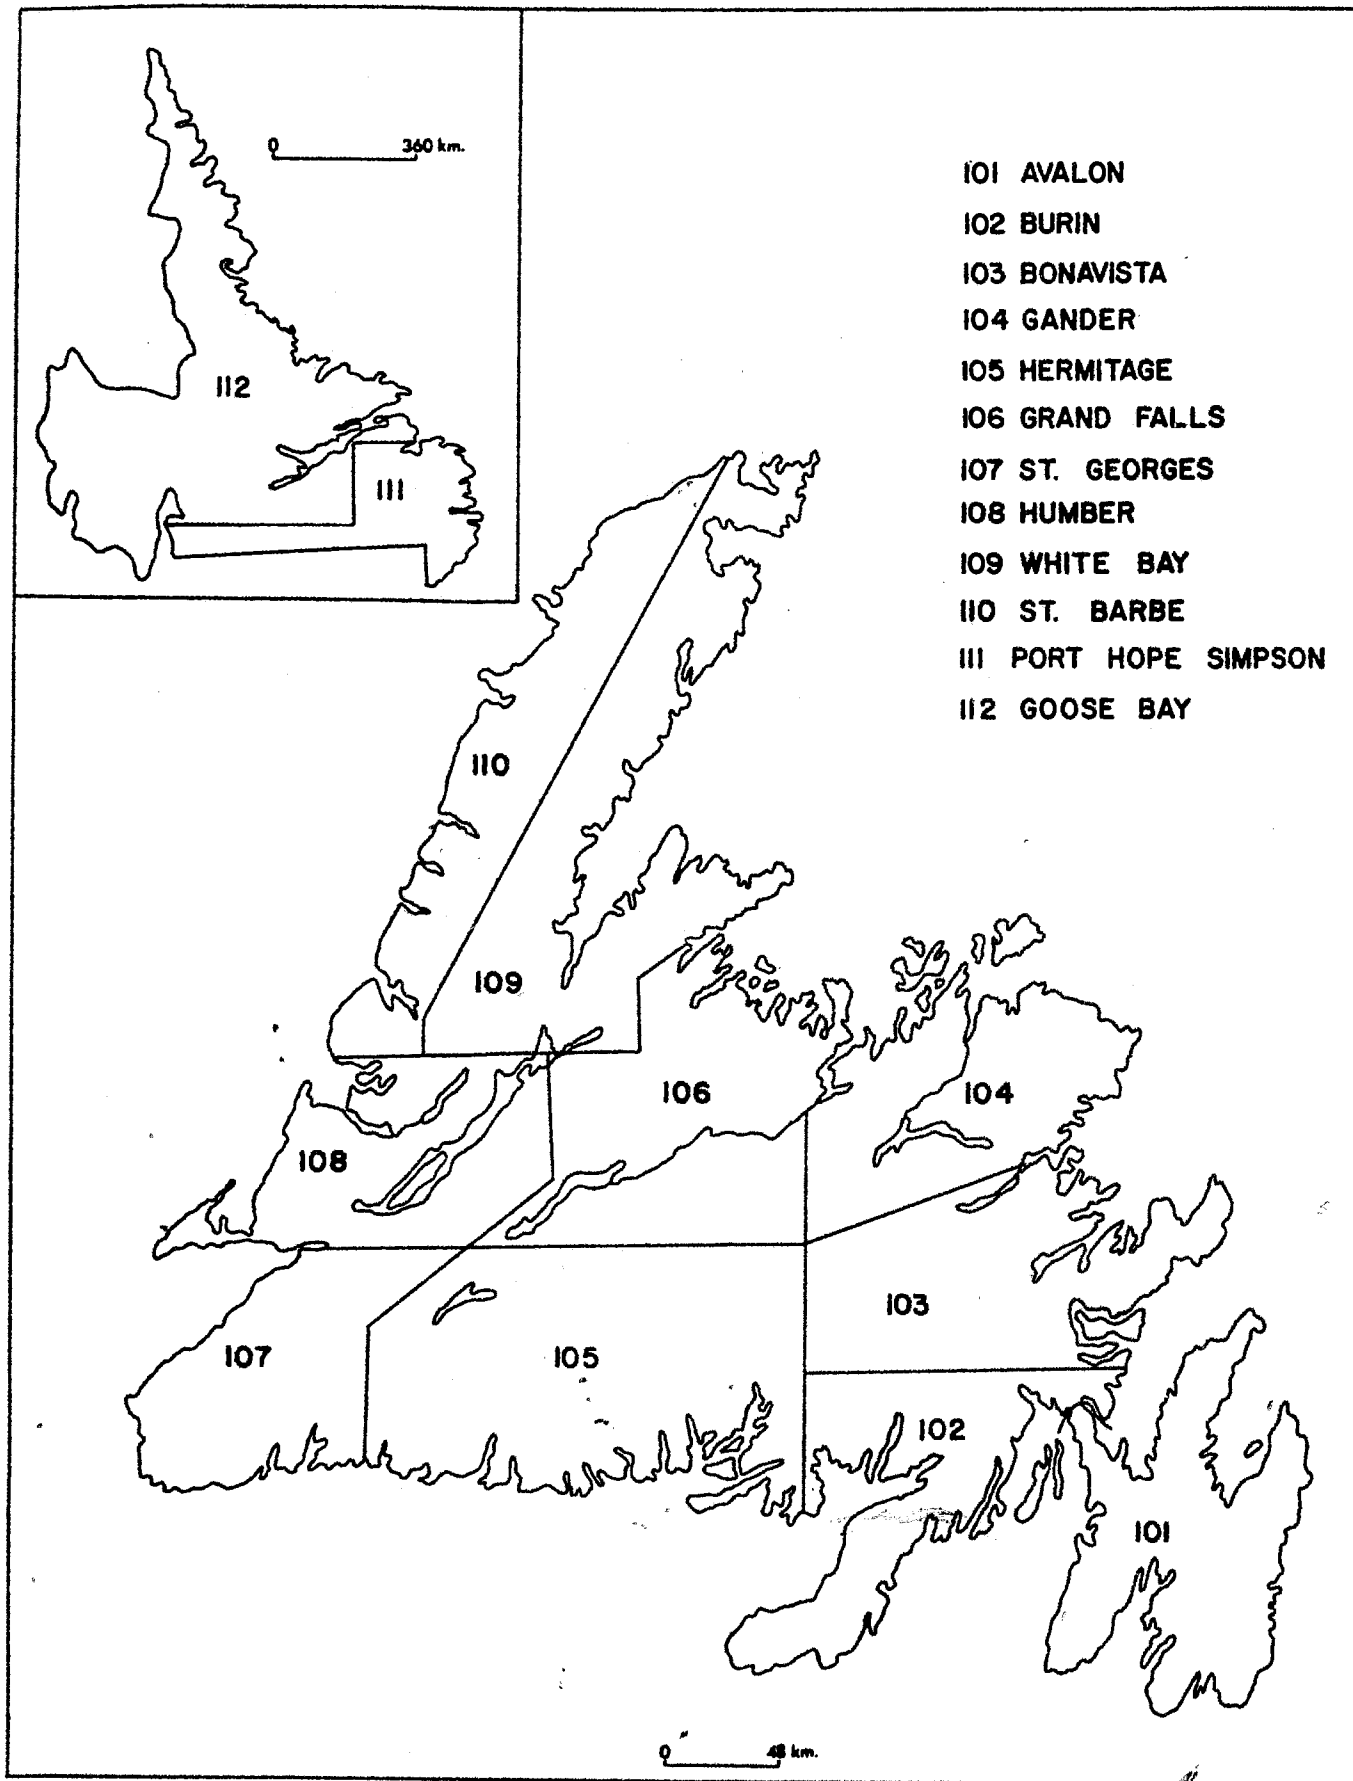 0 360 km.
112
111
101 AVALON
102 BURIN
103 BONAVISTA
104 GANDER
105 HERMITAGE
106 GRAND FALLS
107 ST. GEORGES
108 HUMBER
109 WHITE BAY
110 ST. BARBE
111 PORT HOPE SIMPSON
112 GOOSE BAY
110
109
106
104
108
103
107
105
102
101
0 48 km.